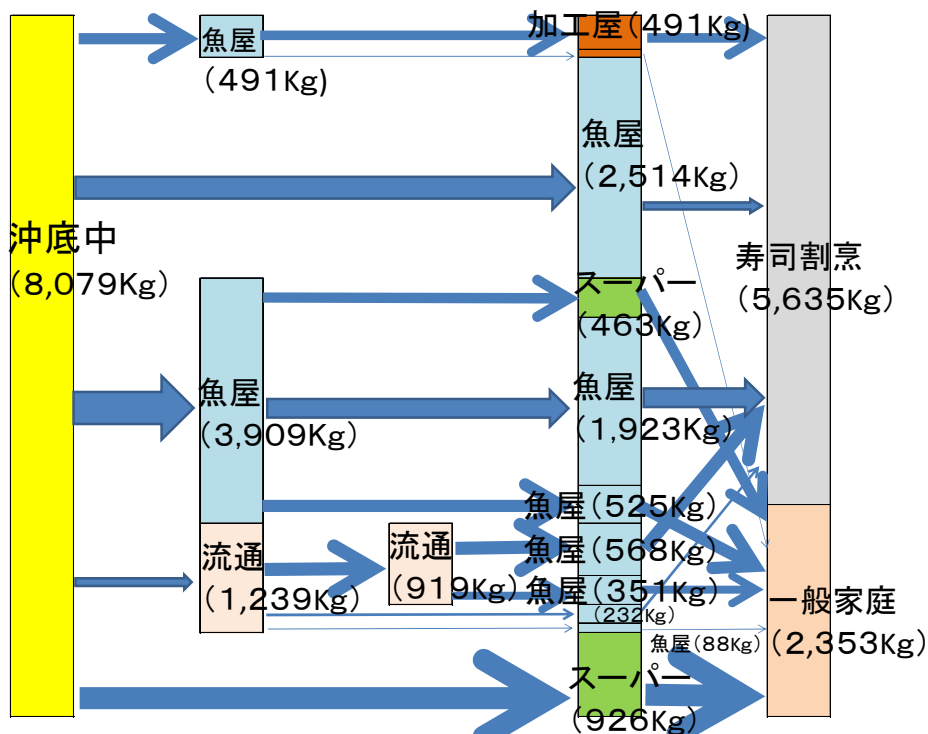 沖底中
（8,079Kg）
魚屋
（491Kg）
魚屋
（3,909Kg）
流通
（1,239Kg）
流通
（919Kg）
加工屋（491Kg）
魚屋
（2,514Kg）
スーパー
（463Kg）
魚屋
（1,923Kg）
魚屋（525Kg）
魚屋（568Kg）
魚屋（351Kg）
（232Kg）
魚屋（88Kg）
スーパー
（926Kg）
寿司割烹
（5,635Kg）
一般家庭
（2,353Kg）